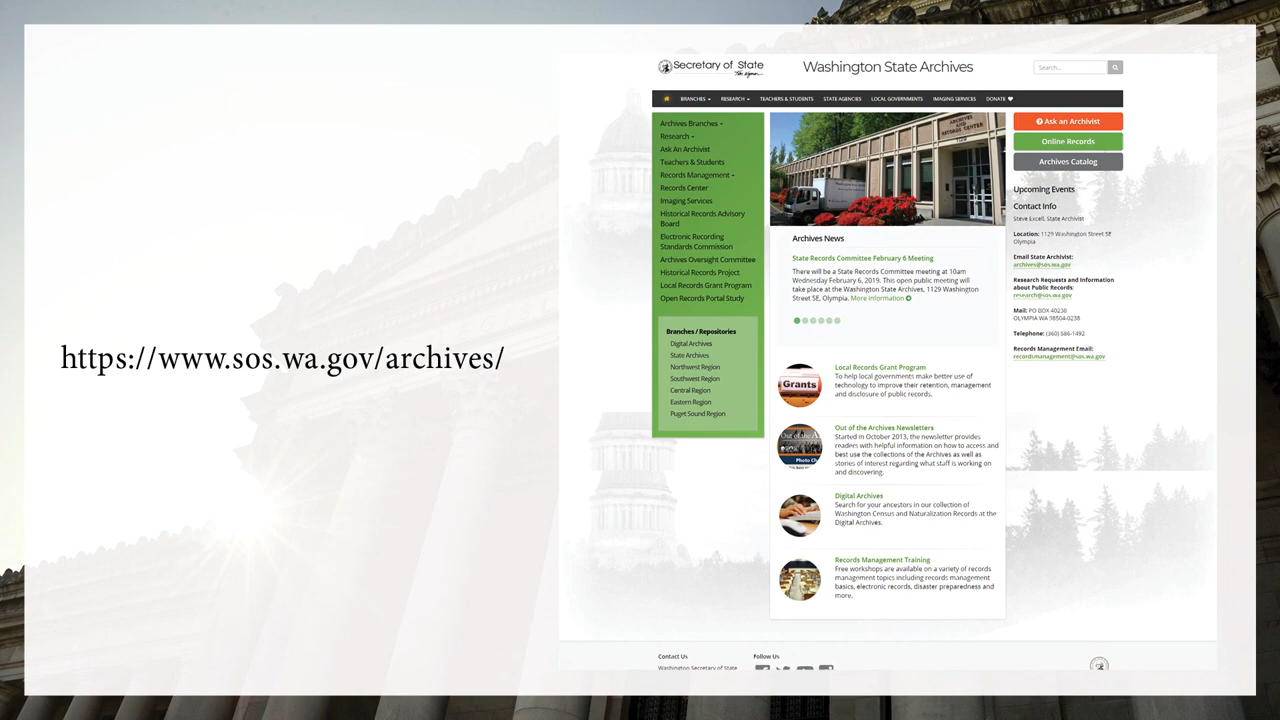 https://www.sos.wa.gov/archives/
Secretary of State
Washington State Archives
Search...
BRANCHES
RESEARCH
TEACHERS & STUDENTS
STATE AGENCIES
LOCAL GOVERNMENTS
IMAGING SERVICES
DONATE
Archives Branches
Research
Ask An Archivist
Teachers & Students
Records Management
Records Center
Imaging Services
Historical Records Advisory
Board
Electronic Recording
Standards Commission
Archives Oversight Committee
Historical Records Project
Local Records Grant Program
Open Records Portal Study
Branches / Repositories
Digital Archives
State Archives
Northwest Region
Southwest Region
Central Region
Eastern Region
Puget Sound Region
ARCHIVES
AND
RECORDS CENTER
Archives News
State Records Committee February 6 Meeting
There will be a State Records Committee meeting at 10am
Wednesday February 6, 2019. This open public meeting will
take place at the Washington State Archives, 1129 Washington
Street SE, Olympia. More information
Grants
Local Records Grant Program
To help local governments make better use of
technology to improve their retention, management
and disclosure of public records.
Out of the A
Photo Ch
Out of the Archives Newsletters
Started in October 2013, the newsletter provides
readers with helpful information on how to access and
best use the collections of the Archives as well as
stories of interest regarding what staff is working on
and discovering.
Digital Archives
Search for your ancestors in our collection of
Washington Census and Naturalization Records at the
Digital Archives.
Records Management Training
Free workshops are available on a variety of records
management topics including records management
basics, electronic records, disaster preparedness and
more.
Ask an Archivist
Online Records
Archives Catalog
Upcoming Events
Contact Info
Steve Excell, State Archivist
Location: 1129 Washington Street SE
Olympia
Email State Archivist:
archives@sos.wa.gov
Research Requests and Information
about Public Records:
research@sos.wa.gov
Mail: PO BOX 40238
OLYMPIA WA 98504-0238
Telephone: (360) 586-1492
Records Management Email:
recordsmanagement@sos.wa.gov
Contact Us
Washington Secretary of State
Follow Us